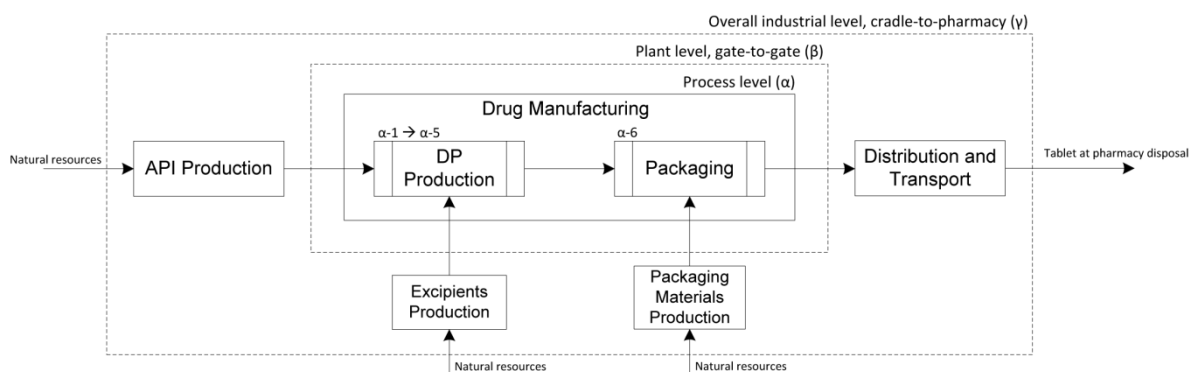 Overall industrial level, cradle-to-pharmacy (γ)
Plant level, gate-to-gate (β)
Process level (α)
Drug Manufacturing
α-1 → α-5
α-6
Natural resources
API Production
DP
Production
Packaging
Distribution and
Transport
Tablet at pharmacy disposal
Excipients
Production
Packaging
Materials
Production
Natural resources
Natural resources